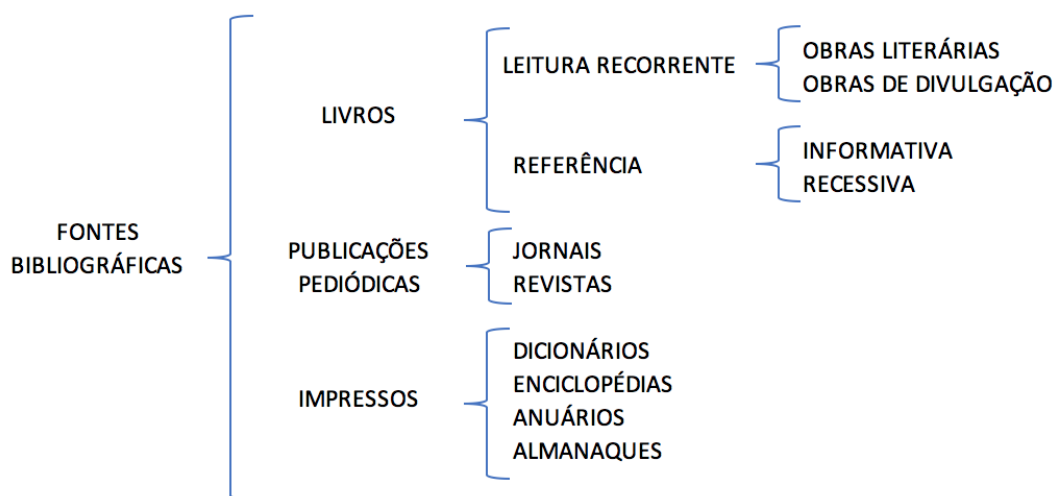 FONTES
BIBLIOGRÁFICAS
LIVROS
LEITURA RECORRENTE
OBRAS LITERÁRIAS
OBRAS DE DIVULGAÇÃO
REFERÊNCIA
INFORMATIVA
RECESSIVA
PUBLICAÇÕES
PEDIÓDICAS
JORNAIS
REVISTAS
IMPRESSOS
DICIONÁRIOS
ENCICLOPÉDIAS
ANUÁRIOS
ALMANAQUES